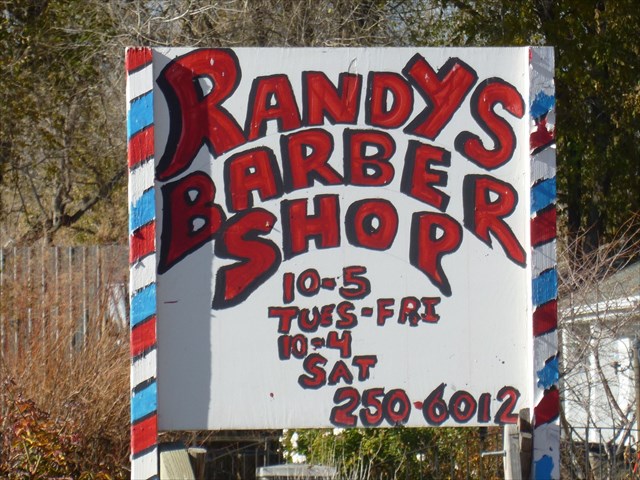 RANDYS
BARBER
SHOP
10-5
TUES-FRI
10-4
SAT
250-6012